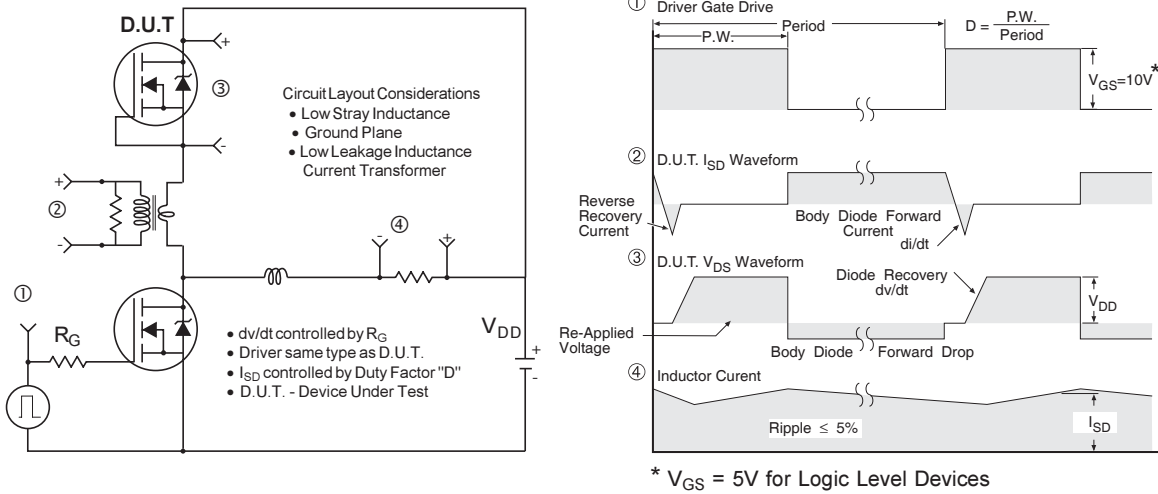 D.U.T
+
③
-
Circuit Layout Considerations
• Low Stray Inductance
• Ground Plane
• Low Leakage Inductance
Current Transformer
+
②
-
④
-
+
①
R_G
• dv/dt controlled by R_G
• Driver same type as D.U.T.
• I_SD controlled by Duty Factor "D"
• D.U.T. - Device Under Test
V_DD
+
-
① Driver Gate Drive
P.W.
Period
D = P.W.
Period
V_GS=10V*
② D.U.T. I_SD Waveform
Reverse
Recovery
Current
Body Diode Forward
Current
di/dt
③ D.U.T. V_DS Waveform
Diode Recovery
dv/dt
V_DD
Re-Applied
Voltage
Body Diode Forward Drop
④ Inductor Curent
Ripple ≤ 5%
I_SD
* V_GS = 5V for Logic Level Devices